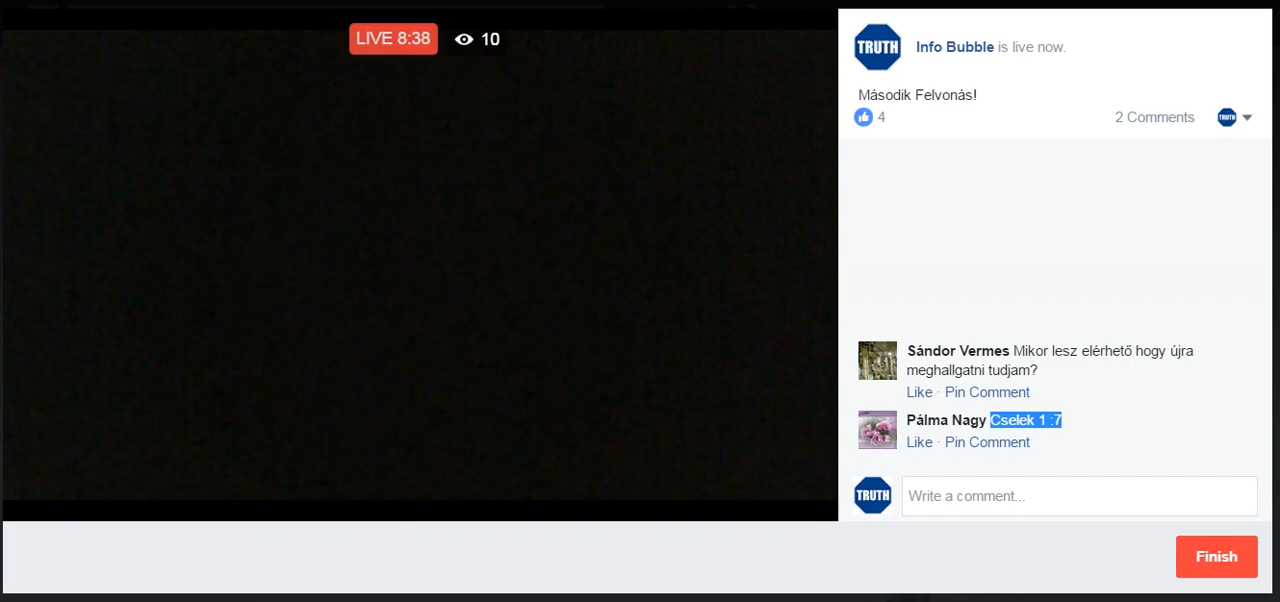 LIVE 8:38
10
TRUTH
Info Bubble is live now.
Második Felvonás!
4
2 Comments
TRUTH
Sándor Vermes Mikor lesz elérhető hogy újra
meghallgatni tudjam?
Like · Pin Comment
Pálma Nagy Cselek 1 :7
Like · Pin Comment
TRUTH
Write a comment...
Finish